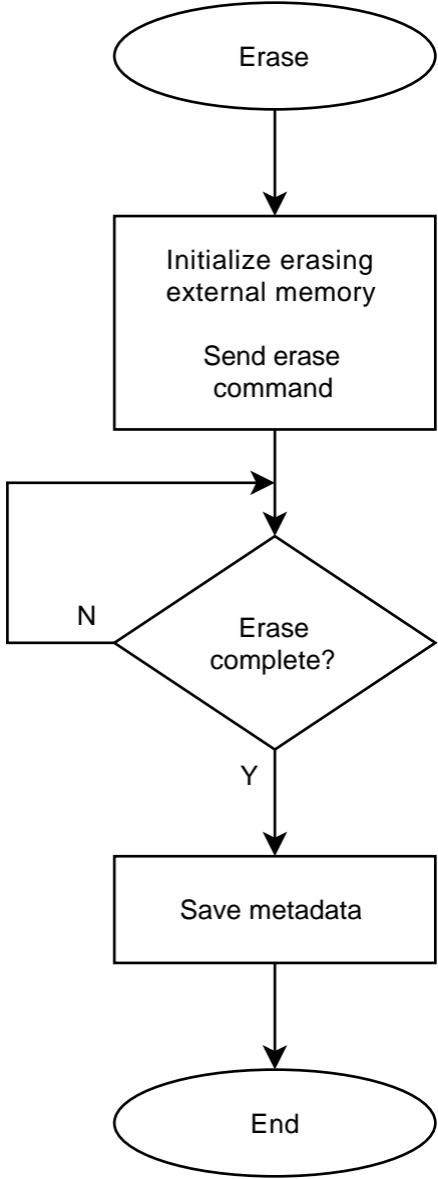 Erase
Initialize erasing
external memory
Send erase
command
N
Erase
complete?
Y
Save metadata
End